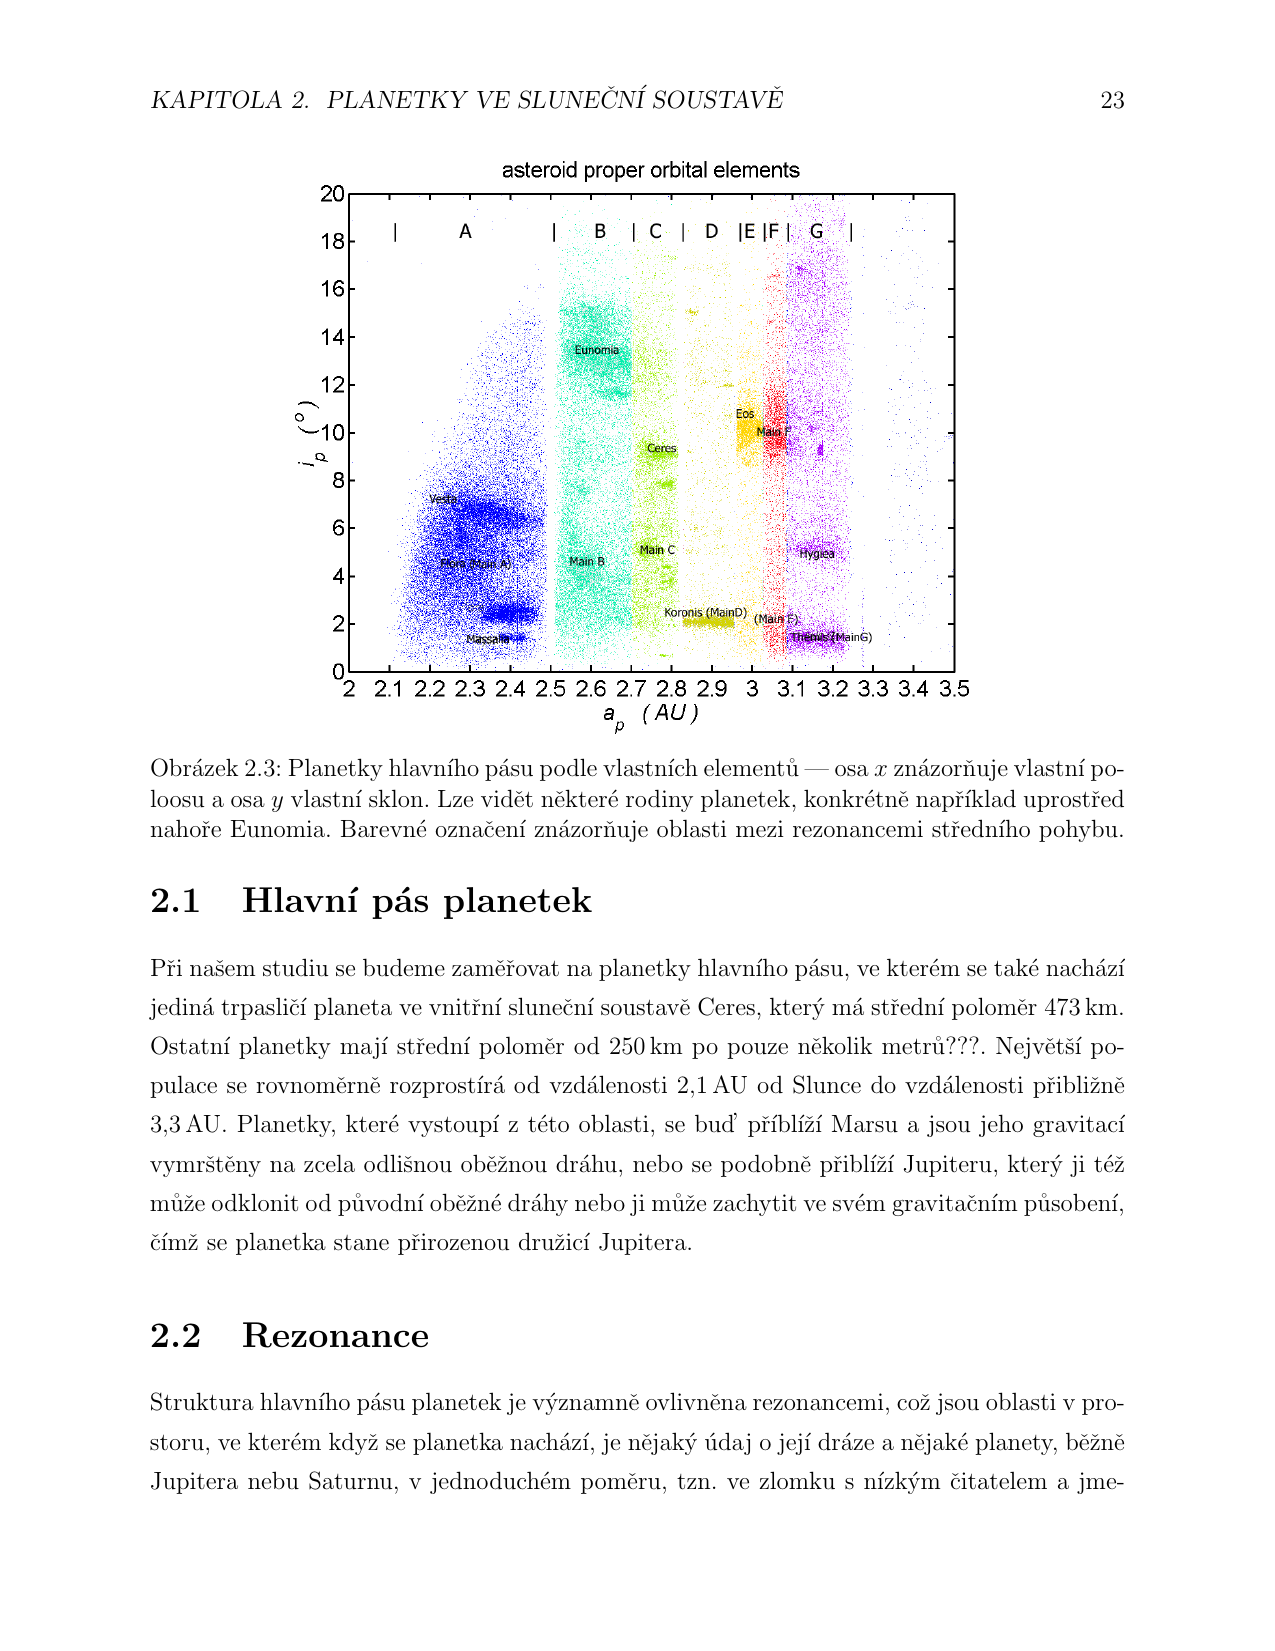 KAPITOLA 2. PLANETKY VE SLUNEČNÍ SOUSTAVĚ 23
asteroid proper orbital elements
20
18
16
14
12
10
8
6
4
2
0
i_p (°)
| A | B | C | D |E |F | G |
Eunomia
Eos
Main F
Ceres
Vesta
Main C
Hygiea
Main B
Flora (Main A)
Koronis (MainD)
(Main E)
Massalia
Themis (MainG)
2 2.1 2.2 2.3 2.4 2.5 2.6 2.7 2.8 2.9 3 3.1 3.2 3.3 3.4 3.5
a_p (AU)
Obrázek 2.3: Planetky hlavního pásu podle vlastních elementů — osa x znázorňuje vlastní po-
loosu a osa y vlastní sklon. Lze vidět některé rodiny planetek, konkrétně například uprostřed
nahoře Eunomia. Barevné označení znázorňuje oblasti mezi rezonancemi středního pohybu.
2.1 Hlavní pás planetek
Při našem studiu se budeme zaměřovat na planetky hlavního pásu, ve kterém se také nachází
jediná trpasličí planeta ve vnitřní sluneční soustavě Ceres, který má střední poloměr 473 km.
Ostatní planetky mají střední poloměr od 250 km po pouze několik metrů???. Největší po-
pulace se rovnoměrně rozprostírá od vzdálenosti 2,1 AU od Slunce do vzdálenosti přibližně
3,3 AU. Planetky, které vystoupí z této oblasti, se buď příblíží Marsu a jsou jeho gravitací
vymrštěny na zcela odlišnou oběžnou dráhu, nebo se podobně přiblíží Jupiteru, který ji též
může odklonit od původní oběžné dráhy nebo ji může zachytit ve svém gravitačním působení,
čímž se planetka stane přirozenou družicí Jupitera.
2.2 Rezonance
Struktura hlavního pásu planetek je významně ovlivněna rezonancemi, což jsou oblasti v pro-
storu, ve kterém když se planetka nachází, je nějaký údaj o její dráze a nějaké planety, běžně
Jupitera nebu Saturnu, v jednoduchém poměru, tzn. ve zlomku s nízkým čitatelem a jme-